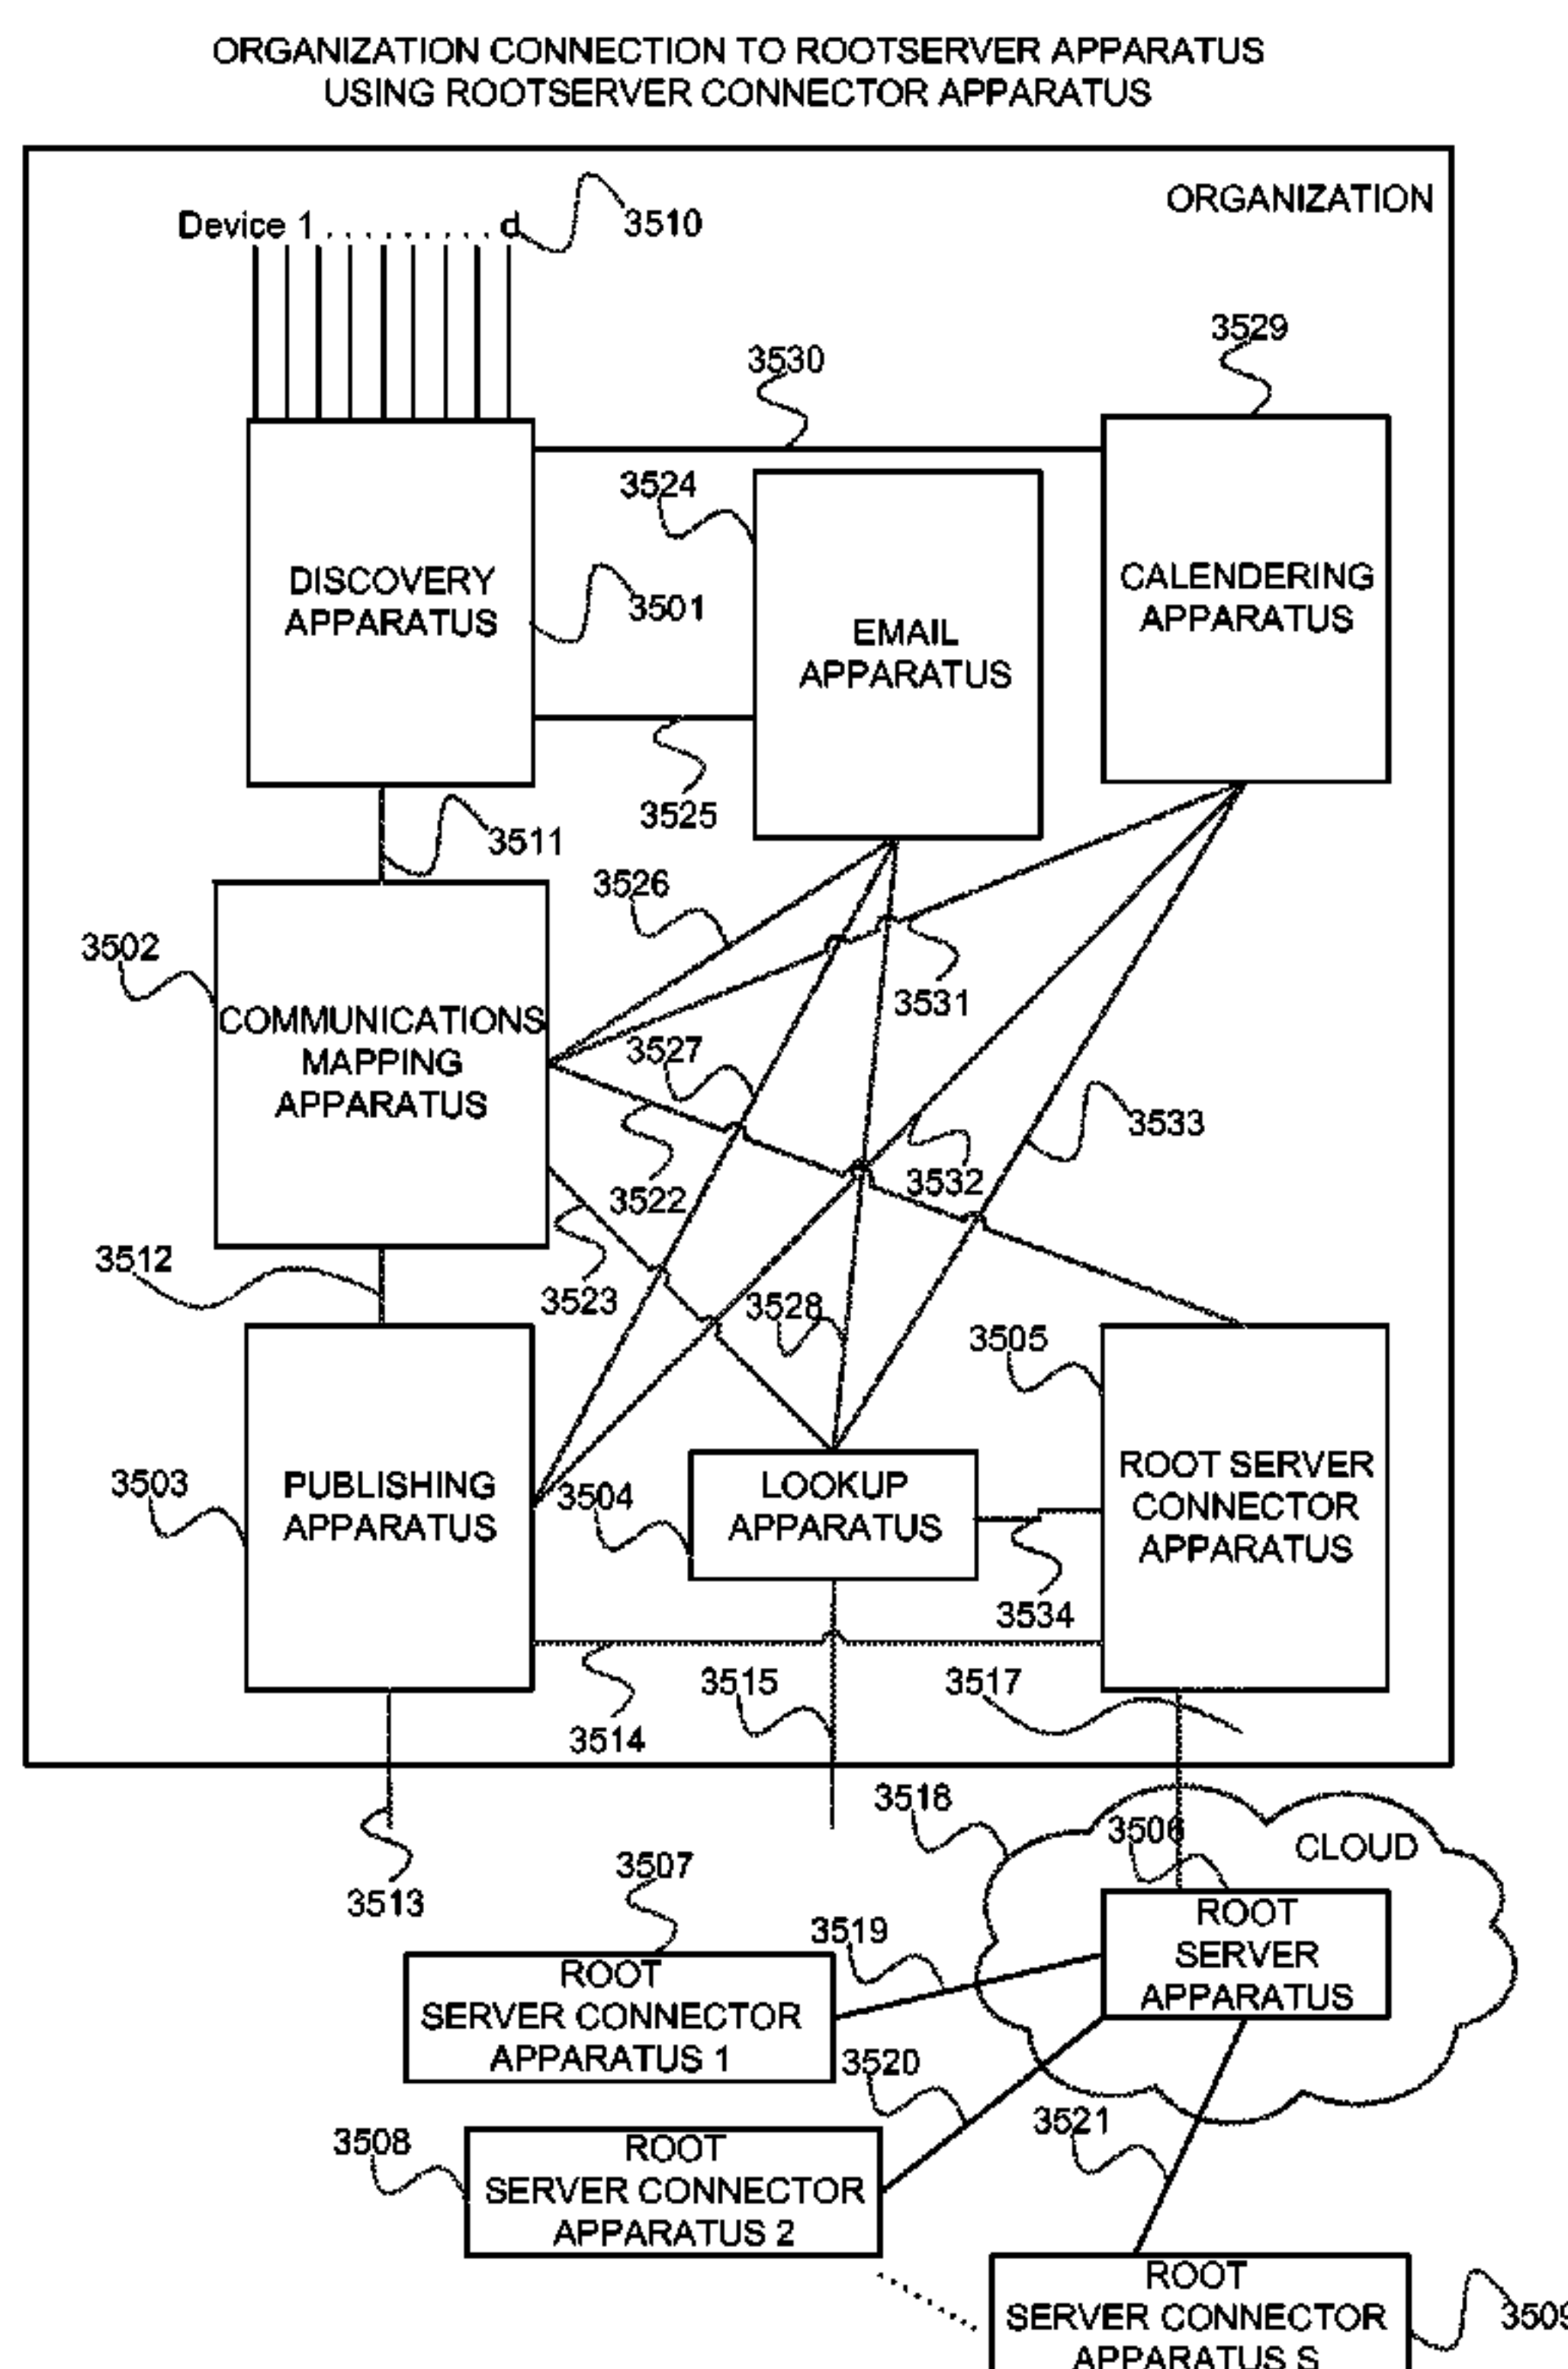 ORGANIZATION CONNECTION TO ROOTSERVER APPARATUS
USING ROOTSERVER CONNECTOR APPARATUS
ORGANIZATION
Device 1 . . . . . . . . . d
3510
3529
3530
3524
DISCOVERY
APPARATUS
3501
EMAIL
APPARATUS
CALENDERING
APPARATUS
3525
3511
3526
3502
3531
COMMUNICATIONS
MAPPING
APPARATUS
3527
3533
3532
3522
3512
3523
3528
3505
3503
PUBLISHING
APPARATUS
3504
LOOKUP
APPARATUS
ROOT SERVER
CONNECTOR
APPARATUS
3534
3515
3517
3514
3518
3506
CLOUD
3513
3507
3519
ROOT
SERVER
APPARATUS
ROOT
SERVER CONNECTOR
APPARATUS 1
3520
3521
3508
ROOT
SERVER CONNECTOR
APPARATUS 2
ROOT
SERVER CONNECTOR
APPARATUS S
3509